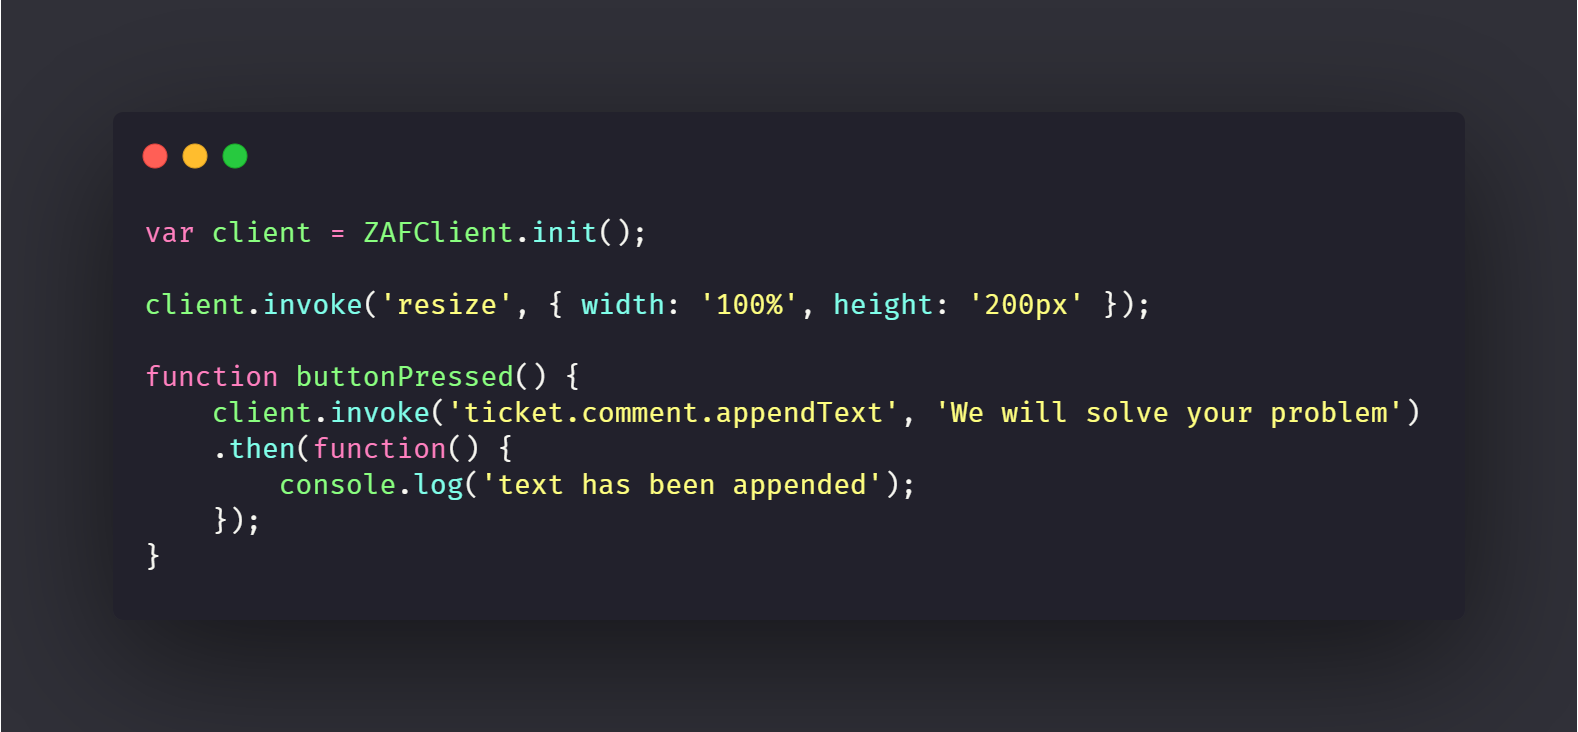 var client = ZAFClient.init();
client.invoke('resize', { width: '100%', height: '200px' });
function buttonPressed() {
    client.invoke('ticket.comment.appendText', 'We will solve your problem')
    .then(function() {
        console.log('text has been appended');
    });
}